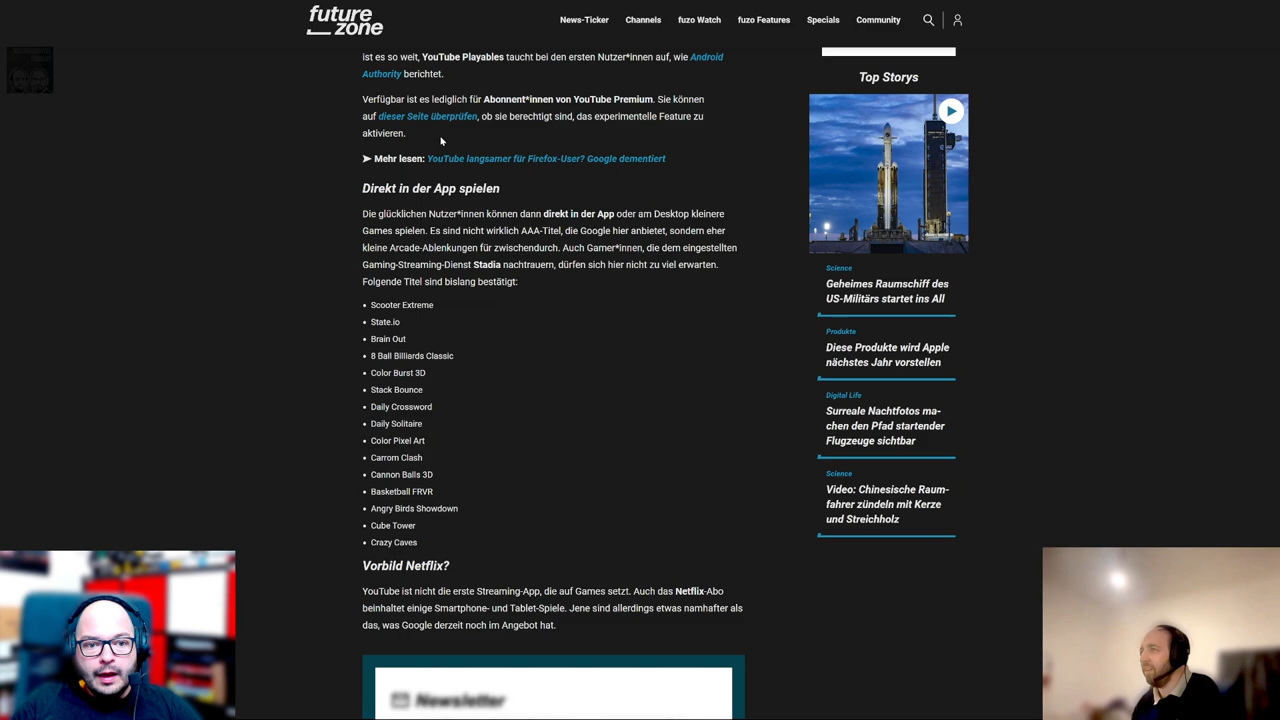 future
zone
News-Ticker Channels fuzo Watch fuzo Features Specials Community
ist es so weit, YouTube Playables taucht bei den ersten Nutzer*innen auf, wie Android
Authority berichtet.
Verfügbar ist es lediglich für Abonnent*innen von YouTube Premium. Sie können
auf dieser Seite überprüfen, ob sie berechtigt sind, das experimentelle Feature zu
aktivieren.
➤ Mehr lesen: YouTube langsamer für Firefox-User? Google dementiert
Direkt in der App spielen
Die glücklichen Nutzer*innen können dann direkt in der App oder am Desktop kleinere
Games spielen. Es sind nicht wirklich AAA-Titel, die Google hier anbietet, sondern eher
kleine Arcade-Ablenkungen für zwischendurch. Auch Gamer*innen, die dem eingestellten
Gaming-Streaming-Dienst Stadia nachtrauern, dürfen sich hier nicht zu viel erwarten.
Folgende Titel sind bislang bestätigt:
• Scooter Extreme
• State.io
• Brain Out
• 8 Ball Billiards Classic
• Color Burst 3D
• Stack Bounce
• Daily Crossword
• Daily Solitaire
• Color Pixel Art
• Carrom Clash
• Cannon Balls 3D
• Basketball FRVR
• Angry Birds Showdown
• Cube Tower
• Crazy Caves
Vorbild Netflix?
YouTube ist nicht die erste Streaming-App, die auf Games setzt. Auch das Netflix-Abo
beinhaltet einige Smartphone- und Tablet-Spiele. Jene sind allerdings etwas namhafter als
das, was Google derzeit noch im Angebot hat.
Newsletter
Top Storys
Science
Geheimes Raumschiff des
US-Militärs startet ins All
Produkte
Diese Produkte wird Apple
nächstes Jahr vorstellen
Digital Life
Surreale Nachtfotos ma-
chen den Pfad startender
Flugzeuge sichtbar
Science
Video: Chinesische Raum-
fahrer zündeln mit Kerze
und Streichholz